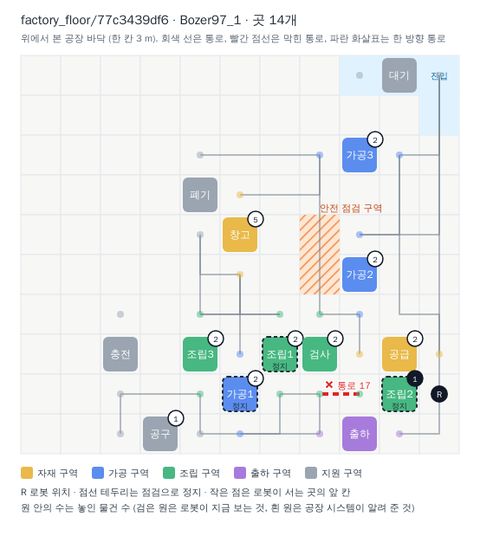 factory_floor/77c3439df6 · Bozer97_1 · 곳 14개
위에서 본 공장 바닥 (한 칸 3 m). 회색 선은 통로, 빨간 점선은 막힌 통로, 파란 화살표는 한 방향 통로
대기
전립
2
가공3
폐기
안전 점검 구역
5
창고
2
가공2
충전
2
조립3
2
조립1
정지
2
검사
2
공급
2
가공1
정지
통로 17
1
조립2
정지
R
1
공구
출하
자재 구역
가공 구역
조립 구역
출하 구역
지원 구역
R 로봇 위치 · 점선 테두리는 점검으로 정지 · 작은 점은 로봇이 서는 곳의 앞 칸
원 안의 수는 놓인 물건 수 (검은 원은 로봇이 지금 보는 것, 흰 원은 공장 시스템이 알려 준 것)